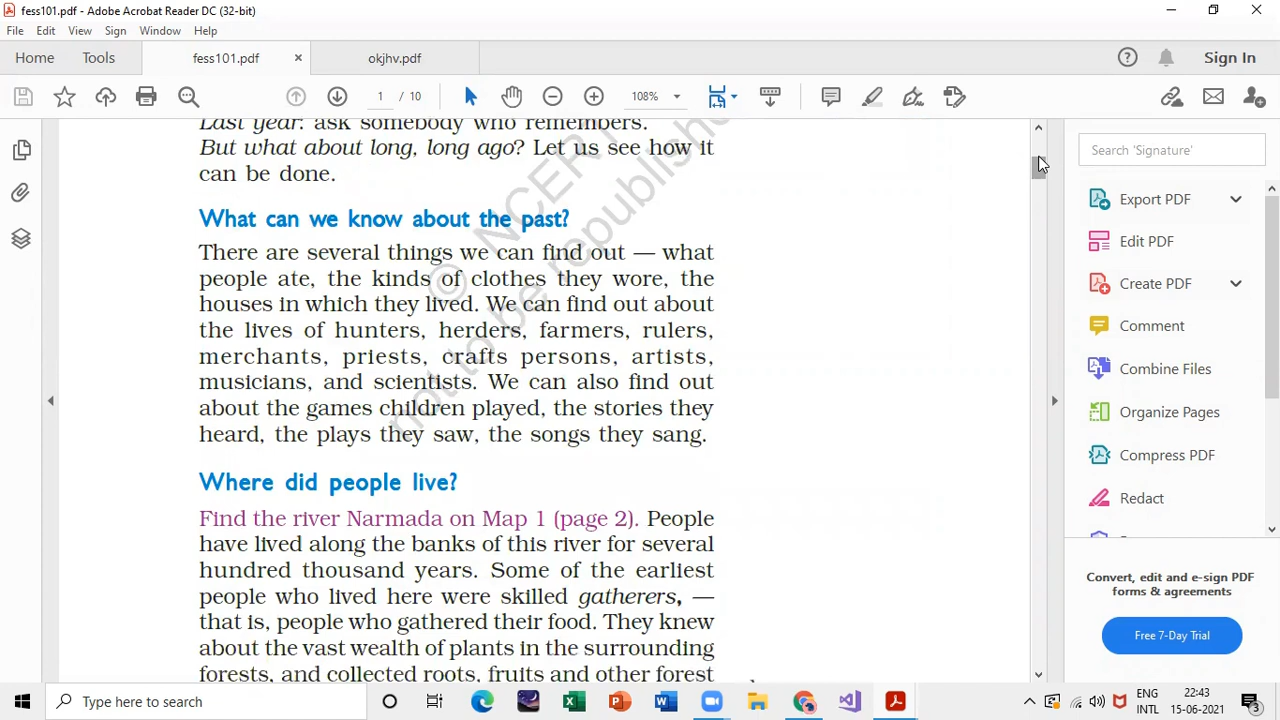 fess101.pdf - Adobe Acrobat Reader DC (32-bit)
File Edit View Sign Window Help
Home Tools fess101.pdf × okjhv.pdf Sign In
1 / 10 108%
Last year: ask somebody who remembers.
But what about long, long ago? Let us see how it
can be done.
What can we know about the past?
There are several things we can find out — what
people ate, the kinds of clothes they wore, the
houses in which they lived. We can find out about
the lives of hunters, herders, farmers, rulers,
merchants, priests, crafts persons, artists,
musicians, and scientists. We can also find out
about the games children played, the stories they
heard, the plays they saw, the songs they sang.
Where did people live?
Find the river Narmada on Map 1 (page 2). People
have lived along the banks of this river for several
hundred thousand years. Some of the earliest
people who lived here were skilled gatherers, —
that is, people who gathered their food. They knew
about the vast wealth of plants in the surrounding
forests, and collected roots, fruits and other forest
© NCERT
not to be republished
Search 'Signature'
Export PDF
Edit PDF
Create PDF
Comment
Combine Files
Organize Pages
Compress PDF
Redact
Convert, edit and e-sign PDF
forms & agreements
Free 7-Day Trial
Type here to search
ENG
INTL
22:43
15-06-2021
3